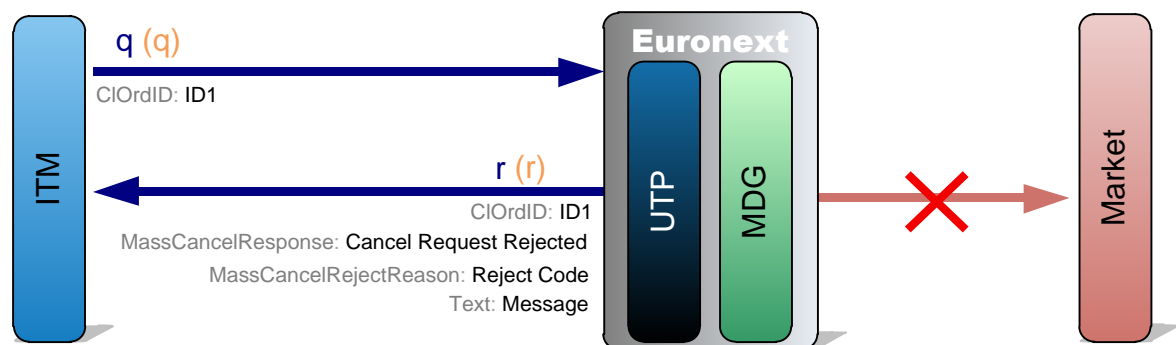 ITM
q (q)
ClOrdID: ID1
r (r)
ClOrdID: ID1
MassCancelResponse: Cancel Request Rejected
MassCancelRejectReason: Reject Code
Text: Message
Euronext
UTP
MDG
Market